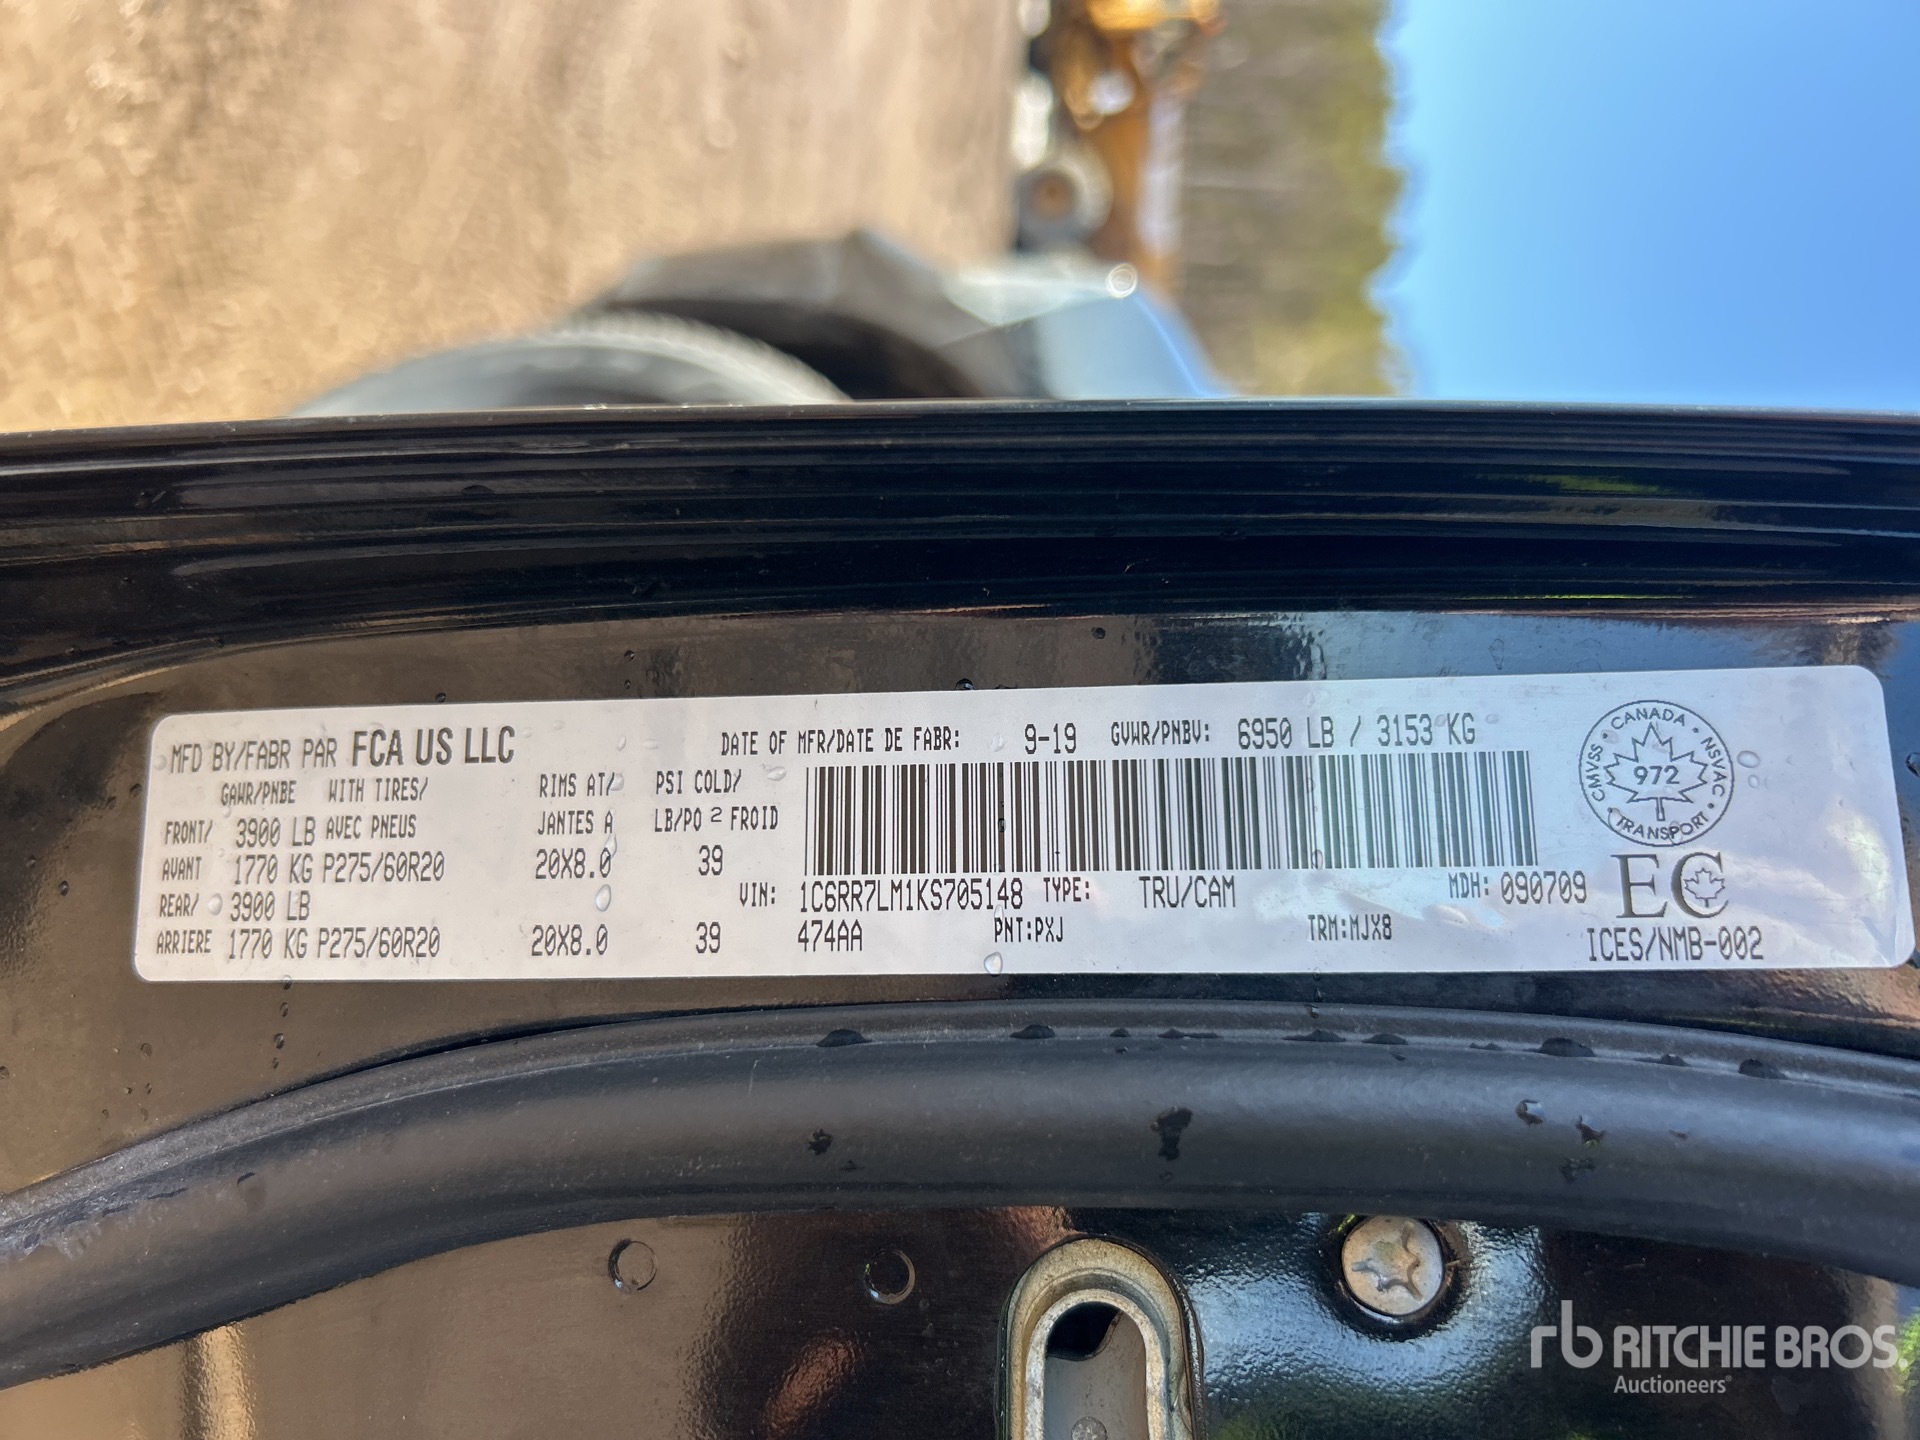 MFD BY/FABR PAR FCA US LLC
DATE OF MFR/DATE DE FABR: 9-19 GVWR/PNBV: 6950 LB / 3153 KG
GAWR/PNBE WITH TIRES/ RIMS AT/ PSI COLD/
FRONT/ 3900 LB AVEC PNEUS JANTES A LB/PO 2 FROID
AVANT 1770 KG P275/60R20 20X8.0 39
REAR/ 3900 LB
ARRIERE 1770 KG P275/60R20 20X8.0 39
VIN: 1C6RR7LM1KS705148 TYPE: TRU/CAM MDH: 090709
474AA PNT:PXJ TRM:MJX8
CANADA · NSVAC · TRANSPORT · CMVSS ·
972
EC
ICES/NMB-002
rb RITCHIE BROS.
Auctioneers